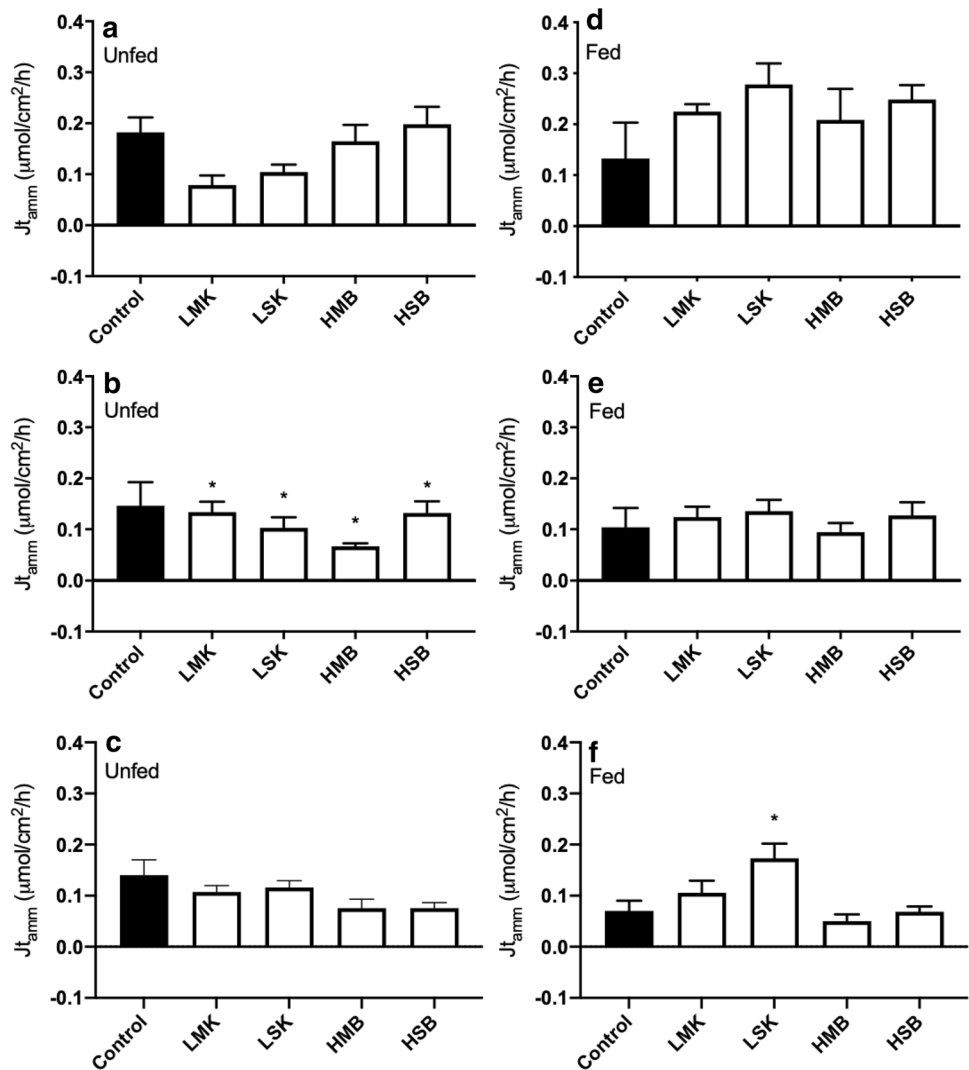 a
Unfed
Jtamm (μmol/cm2/h)
0.4
0.3
0.2
0.1
0.0
-0.1
Control
LMK
LSK
HMB
HSB
d
Fed
Jtamm (μmol/cm2/h)
0.4
0.3
0.2
0.1
0.0
-0.1
Control
LMK
LSK
HMB
HSB
b
Unfed
Jtamm (μmol/cm2/h)
0.4
0.3
0.2
0.1
0.0
-0.1
*
*
*
*
Control
LMK
LSK
HMB
HSB
e
Fed
Jtamm (μmol/cm2/h)
0.4
0.3
0.2
0.1
0.0
-0.1
Control
LMK
LSK
HMB
HSB
c
Unfed
Jtamm (μmol/cm2/h)
0.4
0.3
0.2
0.1
0.0
-0.1
Control
LMK
LSK
HMB
HSB
f
Fed
Jtamm (μmol/cm2/h)
0.4
0.3
0.2
0.1
0.0
-0.1
*
Control
LMK
LSK
HMB
HSB